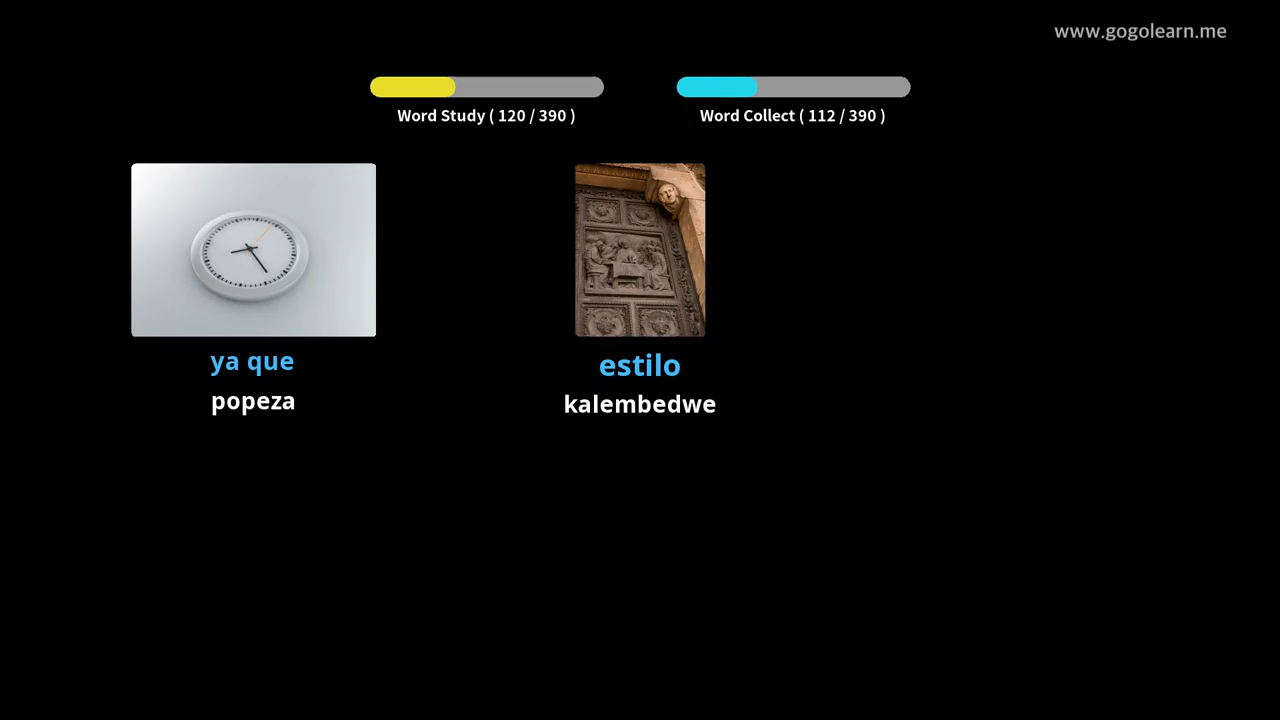 www.gogolearn.me
Word Study ( 120 / 390 )
Word Collect ( 112 / 390 )
ya que
popeza
estilo
kalembedwe